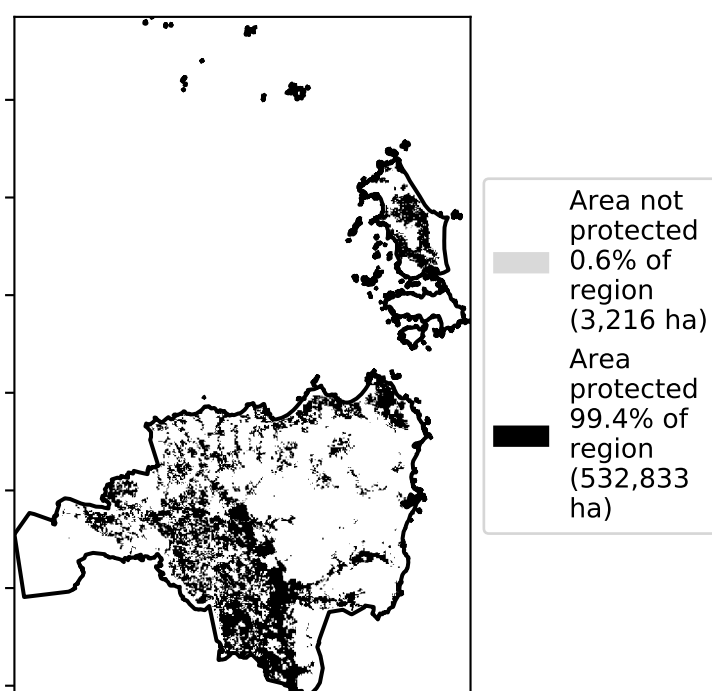 Area not
protected
0.6% of
region
(3,216 ha)
Area
protected
99.4% of
region
(532,833
ha)